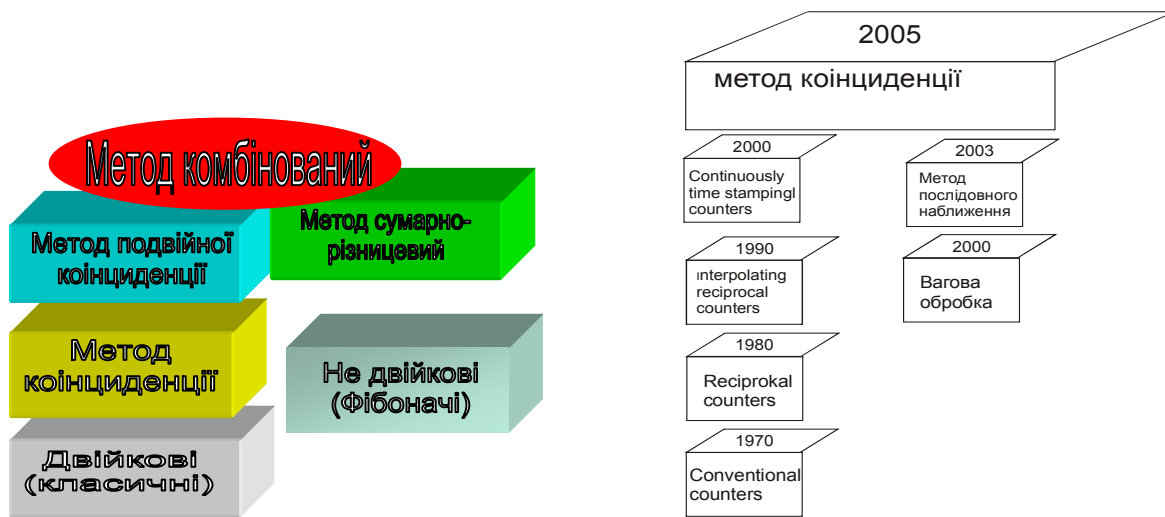 Метод комбінований
Метод сумарно-
різницевий
Метод подвійної
коінциденції
Метод
коінциденції
Не двійкові
(Фібоначі)
Двійкові
(класичні)
2005
метод коінциденції
2000
Continuously
time stampingl
counters
2003
Метод
послідовного
наближення
1990
ınterpolating
reciprocal
counters
2000
Вагова
обробка
1980
Reciprokal
counters
1970
Conventional
counters